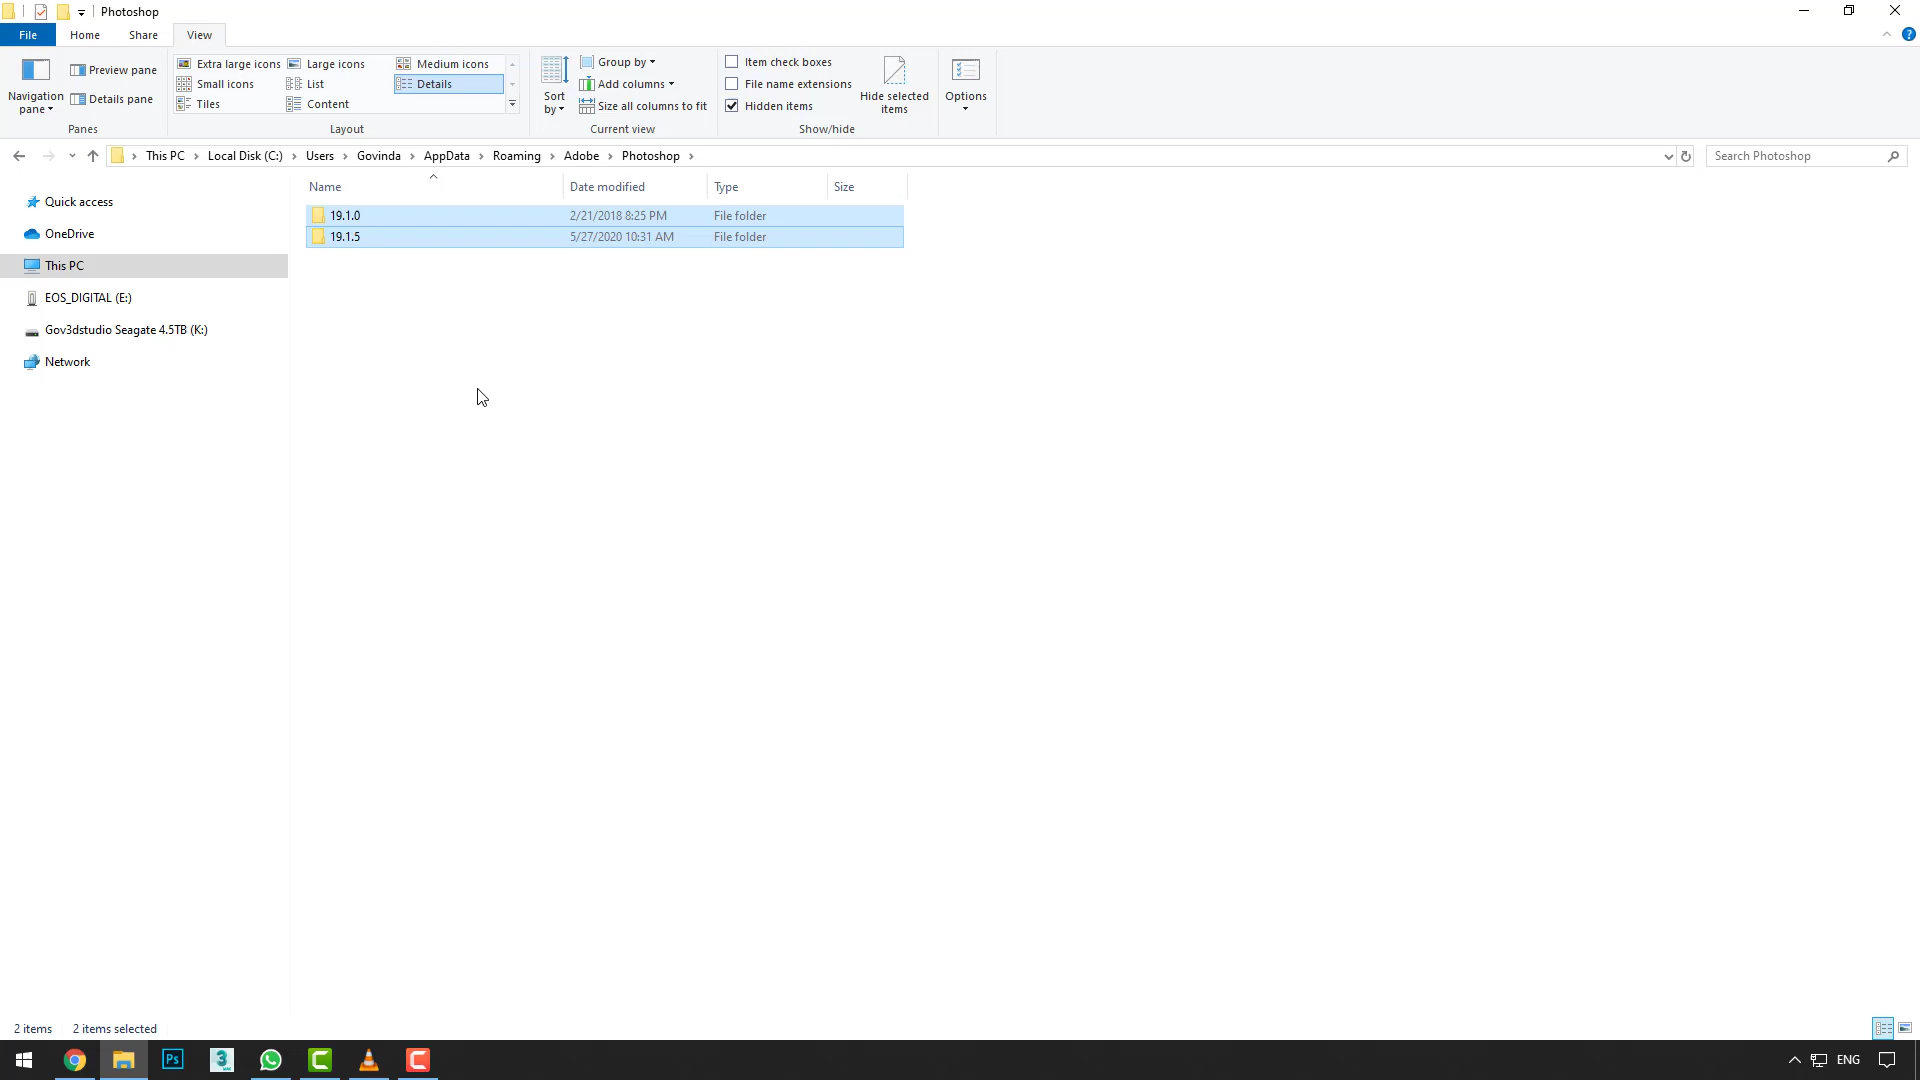 Photoshop
File Home Share View
Navigation pane
Preview pane
Details pane
Panes
Extra large icons Large icons Medium icons
Small icons List Details
Tiles Content
Layout
Sort by
Group by
Add columns
Size all columns to fit
Current view
Item check boxes
File name extensions
Hidden items
Hide selected items
Show/hide
Options
This PC Local Disk (C:) Users Govinda AppData Roaming Adobe Photoshop
Search Photoshop
Quick access
OneDrive
This PC
EOS_DIGITAL (E:)
Gov3dstudio Seagate 4.5TB (K:)
Network
Name Date modified Type Size
19.1.0 2/21/2018 8:25 PM File folder
19.1.5 5/27/2020 10:31 AM File folder
2 items 2 items selected
Ps 3 ENG